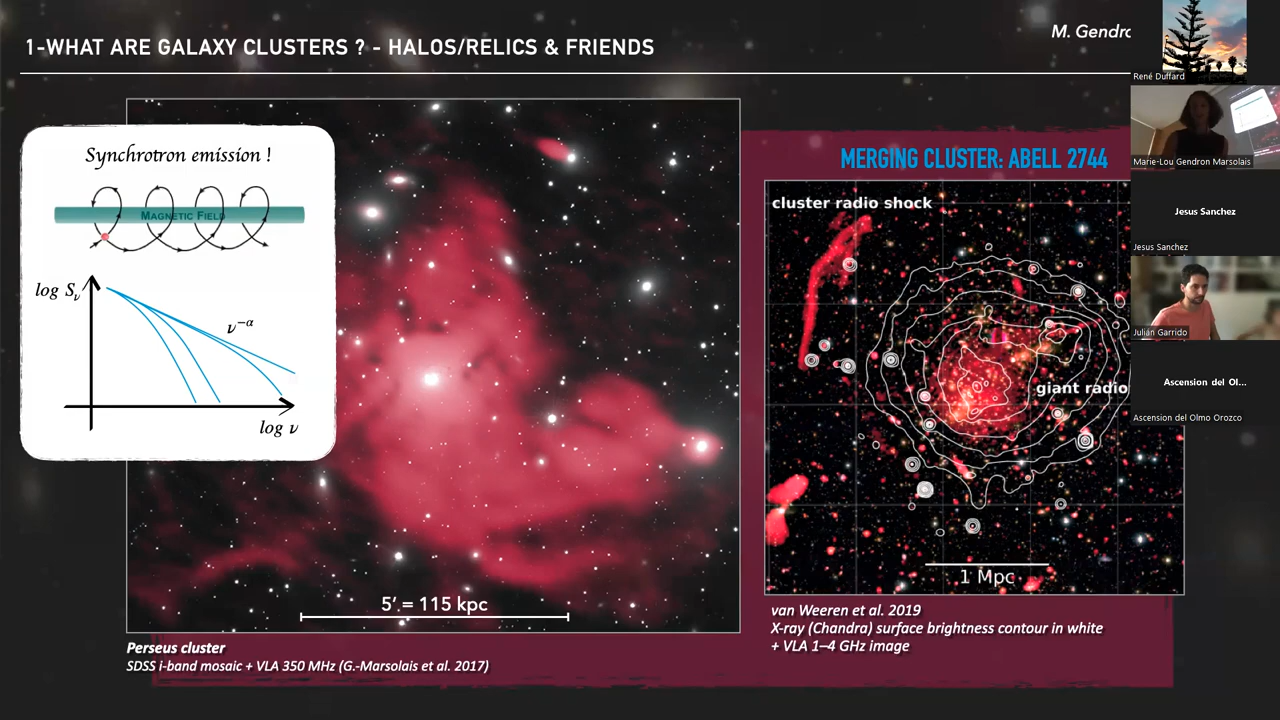 1-WHAT ARE GALAXY CLUSTERS ? - HALOS/RELICS & FRIENDS
M. Gendro
Synchrotron emission !
MAGNETIC FIELD
log Sν
ν−α
log ν
5' = 115 kpc
Perseus cluster
SDSS i-band mosaic + VLA 350 MHz (G.-Marsolais et al. 2017)
MERGING CLUSTER: ABELL 2744
cluster radio shock
giant radio
1 Mpc
van Weeren et al. 2019
X-ray (Chandra) surface brightness contour in white
+ VLA 1–4 GHz image
René Duffard
Marie-Lou Gendron Marsolais
Jesus Sanchez
Jesus Sanchez
Julián Garrido
Ascension del Ol...
Ascension del Olmo Orozco